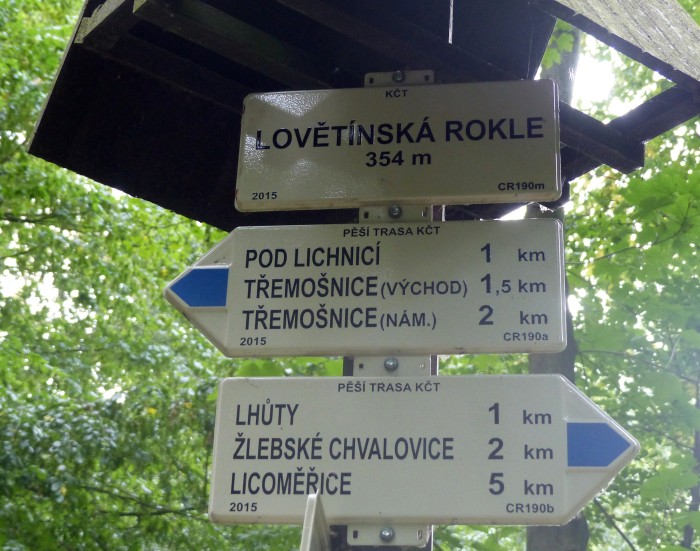 KČT
LOVĚTÍNSKÁ ROKLE
354 m
2015 CR190m
PĚŠÍ TRASA KČT
POD LICHNICÍ 1 km
TŘEMOŠNICE (VÝCHOD) 1,5 km
TŘEMOŠNICE (NÁM.) 2 km
2015 CR190a
PĚŠÍ TRASA KČT
LHŮTY 1 km
ŽLEBSKÉ CHVALOVICE 2 km
LICOMĚŘICE 5 km
2015 CR190b